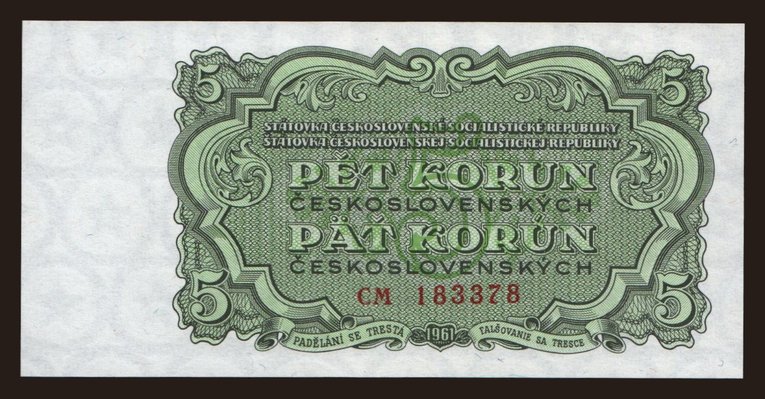 5 5
STÁTOVKA ČESKOSLOVENSKÉ SOCIALISTICKÉ REPUBLIKY
ŠTÁTOVKA ČESKOSLOVENSKEJ SOCIALISTICKEJ REPUBLIKY
PĚT KORUN
ČESKOSLOVENSKÝCH
PÄŤ KORÚN
ČESKOSLOVENSKÝCH
5 5
CM 183378
PADĚLÁNÍ SE TRESTÁ 1961 FALŠOVANIE SA TRESCE